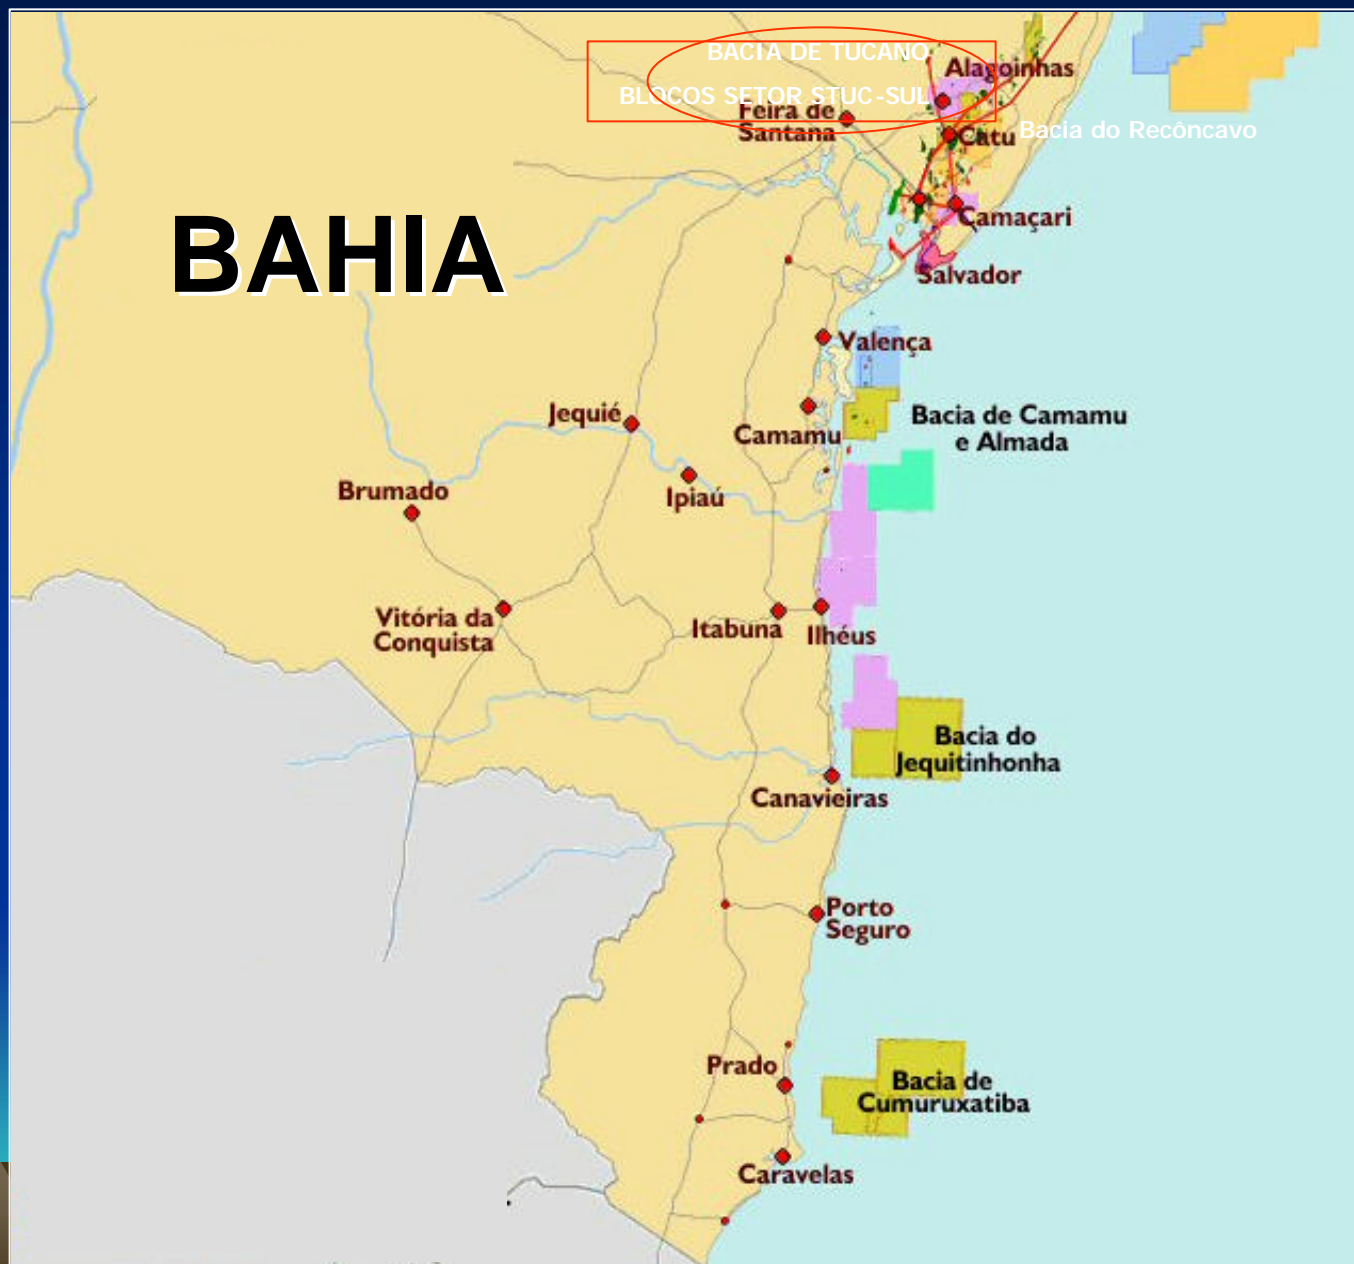 BACIA DE TUCANO
Alagoinhas
BLOCOS SETOR STUC-SUL
Feira de
Santana
Catu
Bacia do Recôncavo
BAHIA
Camaçari
Salvador
Valença
Jequié
Bacia de Camamu
e Almada
Camamu
Brumado
Ipiaú
Vitória da
Conquista
Itabuna
Ilhéus
Bacia do
Jequitinhonha
Canavieiras
Porto
Seguro
Prado
Bacia de
Cumuruxatiba
Caravelas